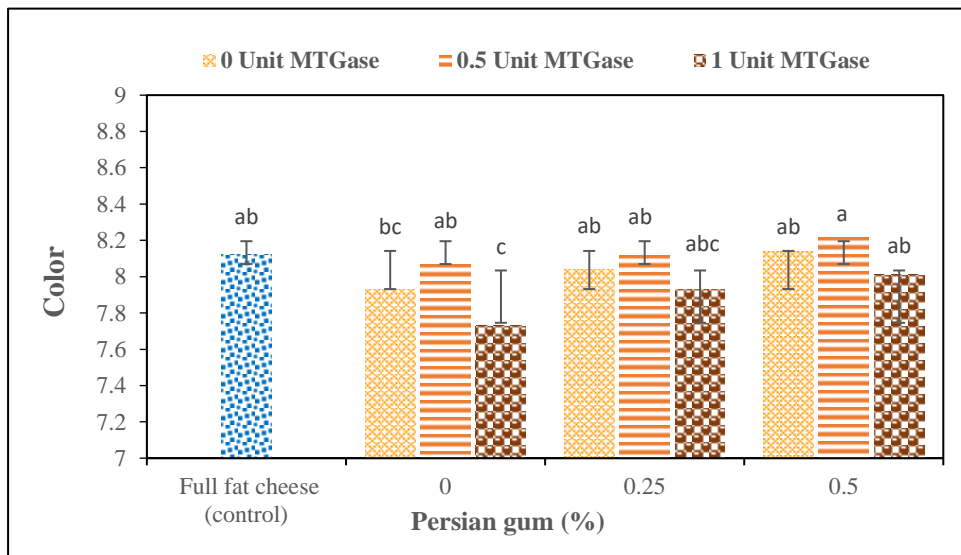 0 Unit MTGase 0.5 Unit MTGase 1 Unit MTGase
9
8.8
8.6
8.4
8.2
8
7.8
7.6
7.4
7.2
7
Color
ab
bc
ab
c
ab
ab
abc
ab
a
ab
Full fat cheese
(control)
0
0.25
0.5
Persian gum (%)